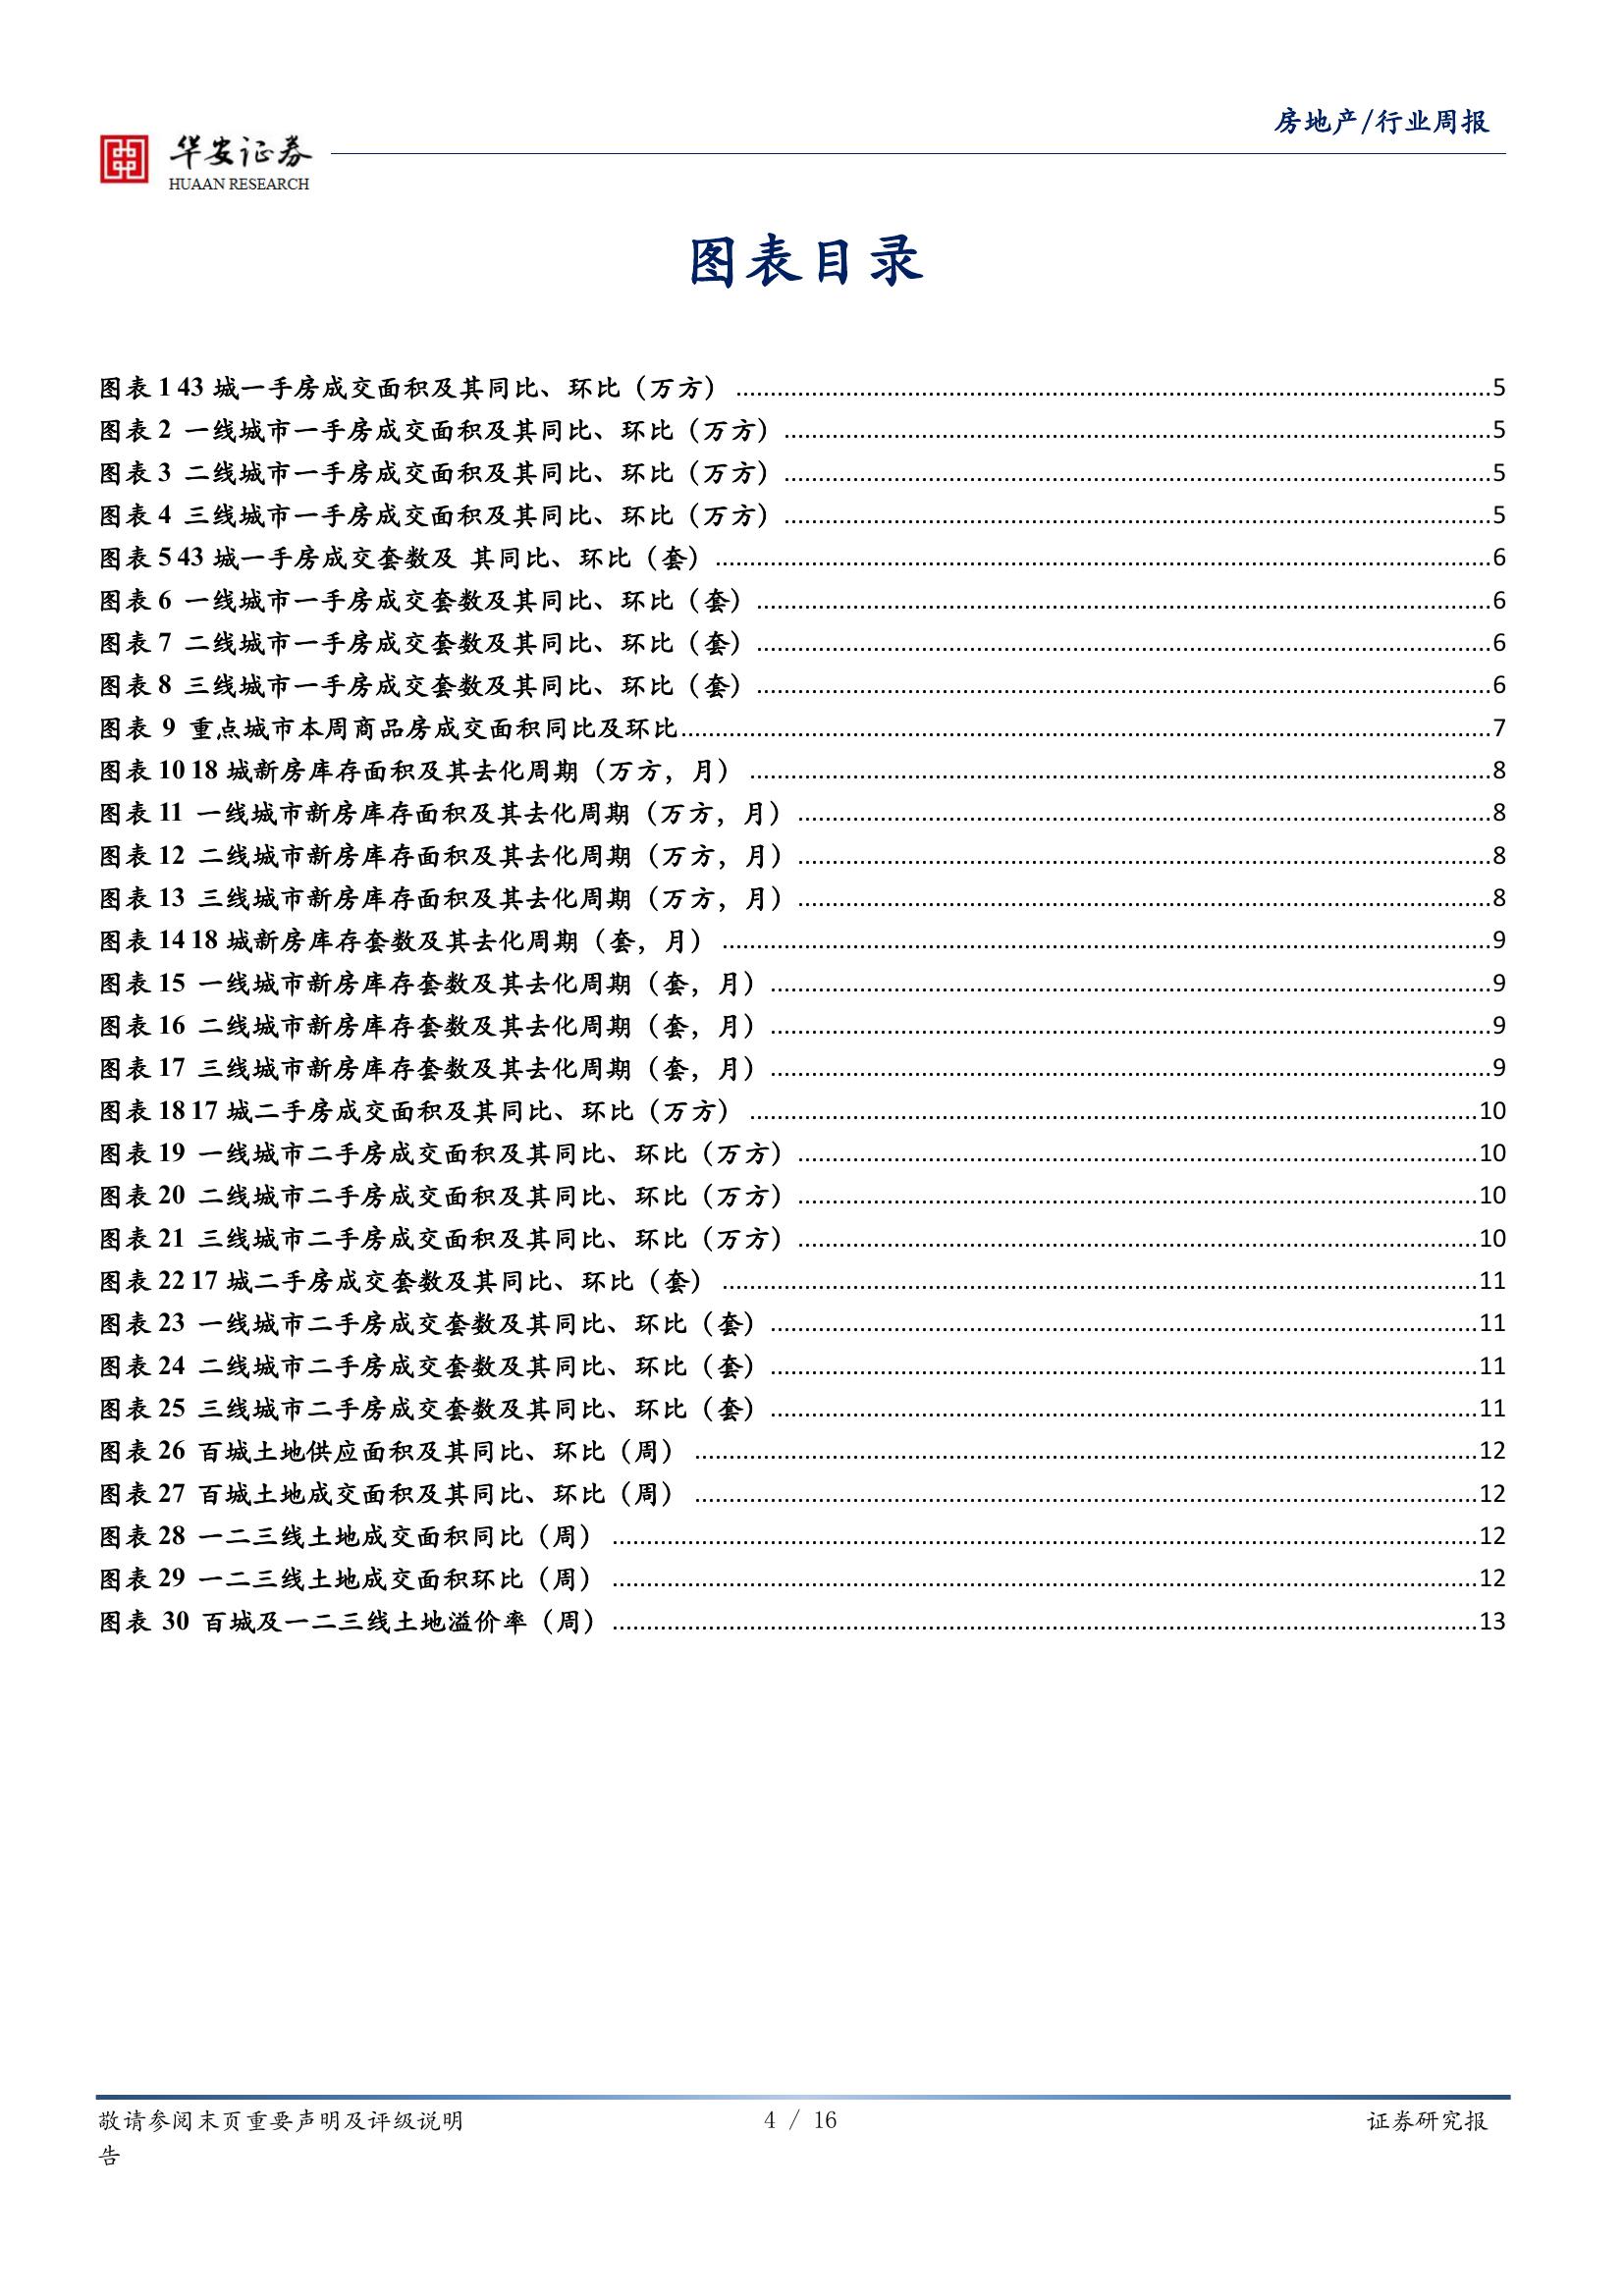 房地产/行业周报
华安证券
HUAAN RESEARCH
图表目录
图表 1 43 城一手房成交面积及其同比、环比（万方） ........ 5
图表 2 一线城市一手房成交面积及其同比、环比（万方） ........ 5
图表 3 二线城市一手房成交面积及其同比、环比（万方） ........ 5
图表 4 三线城市一手房成交面积及其同比、环比（万方） ........ 5
图表 5 43 城一手房成交套数及 其同比、环比（套） ........ 6
图表 6 一线城市一手房成交套数及其同比、环比（套） ........ 6
图表 7 二线城市一手房成交套数及其同比、环比（套） ........ 6
图表 8 三线城市一手房成交套数及其同比、环比（套） ........ 6
图表 9 重点城市本周商品房成交面积同比及环比 ........ 7
图表 10 18 城新房库存面积及其去化周期（万方，月） ........ 8
图表 11 一线城市新房库存面积及其去化周期（万方，月） ........ 8
图表 12 二线城市新房库存面积及其去化周期（万方，月） ........ 8
图表 13 三线城市新房库存面积及其去化周期（万方，月） ........ 8
图表 14 18 城新房库存套数及其去化周期（套，月） ........ 9
图表 15 一线城市新房库存套数及其去化周期（套，月） ........ 9
图表 16 二线城市新房库存套数及其去化周期（套，月） ........ 9
图表 17 三线城市新房库存套数及其去化周期（套，月） ........ 9
图表 18 17 城二手房成交面积及其同比、环比（万方） ........ 10
图表 19 一线城市二手房成交面积及其同比、环比（万方） ........ 10
图表 20 二线城市二手房成交面积及其同比、环比（万方） ........ 10
图表 21 三线城市二手房成交面积及其同比、环比（万方） ........ 10
图表 22 17 城二手房成交套数及其同比、环比（套） ........ 11
图表 23 一线城市二手房成交套数及其同比、环比（套） ........ 11
图表 24 二线城市二手房成交套数及其同比、环比（套） ........ 11
图表 25 三线城市二手房成交套数及其同比、环比（套） ........ 11
图表 26 百城土地供应面积及其同比、环比（周） ........ 12
图表 27 百城土地成交面积及其同比、环比（周） ........ 12
图表 28 一二三线土地成交面积同比（周） ........ 12
图表 29 一二三线土地成交面积环比（周） ........ 12
图表 30 百城及一二三线土地溢价率（周） ........ 13
敬请参阅末页重要声明及评级说明 4 / 16 证券研究报
告